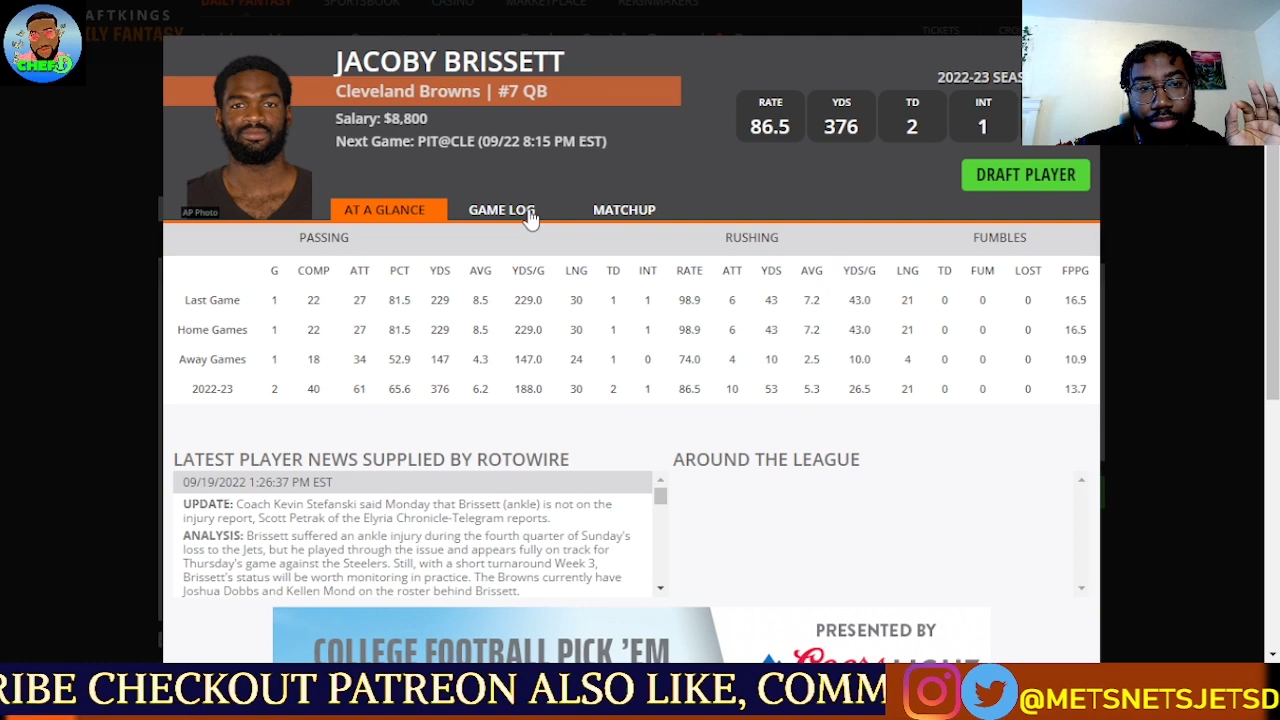 DAILY FANTASY SPORTSBOOK CASINO MARKETPLACE REIGNMAKERS
AFTKINGS
ILY FANTASY
TICKETS
CHEF
JACOBY BRISSETT
Cleveland Browns | #7 QB
Salary: $8,800
Next Game: PIT@CLE (09/22 8:15 PM EST)
2022-23 SEAS
RATE YDS TD INT
86.5 376 2 1
DRAFT PLAYER
AP Photo
AT A GLANCE GAME LOG MATCHUP
PASSING RUSHING FUMBLES
G COMP ATT PCT YDS AVG YDS/G LNG TD INT RATE ATT YDS AVG YDS/G LNG TD FUM LOST FPPG
Last Game 1 22 27 81.5 229 8.5 229.0 30 1 1 98.9 6 43 7.2 43.0 21 0 0 0 16.5
Home Games 1 22 27 81.5 229 8.5 229.0 30 1 1 98.9 6 43 7.2 43.0 21 0 0 0 16.5
Away Games 1 18 34 52.9 147 4.3 147.0 24 1 0 74.0 4 10 2.5 10.0 4 0 0 0 10.9
2022-23 2 40 61 65.6 376 6.2 188.0 30 2 1 86.5 10 53 5.3 26.5 21 0 0 0 13.7
LATEST PLAYER NEWS SUPPLIED BY ROTOWIRE
09/19/2022 1:26:37 PM EST
UPDATE: Coach Kevin Stefanski said Monday that Brissett (ankle) is not on the
injury report, Scott Petrak of the Elyria Chronicle-Telegram reports.
ANALYSIS: Brissett suffered an ankle injury during the fourth quarter of Sunday's
loss to the Jets, but he played through the issue and appears fully on track for
Thursday's game against the Steelers. Still, with a short turnaround Week 3,
Brissett's status will be worth monitoring in practice. The Browns currently have
Joshua Dobbs and Kellen Mond on the roster behind Brissett.
AROUND THE LEAGUE
COLLEGE FOOTBALL PICK 'EM
PRESENTED BY
Coors LIGHT
RIBE CHECKOUT PATREON ALSO LIKE, COMM
@METSNETSJETSD